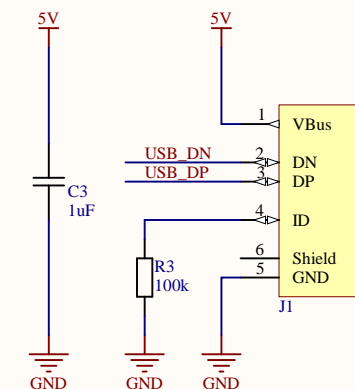 5V
5V
1
VBus
USB_DN
2
DN
USB_DP
3
DP
C3
1uF
4
ID
6
Shield
R3
5
GND
100k
J1
GND
GND
GND